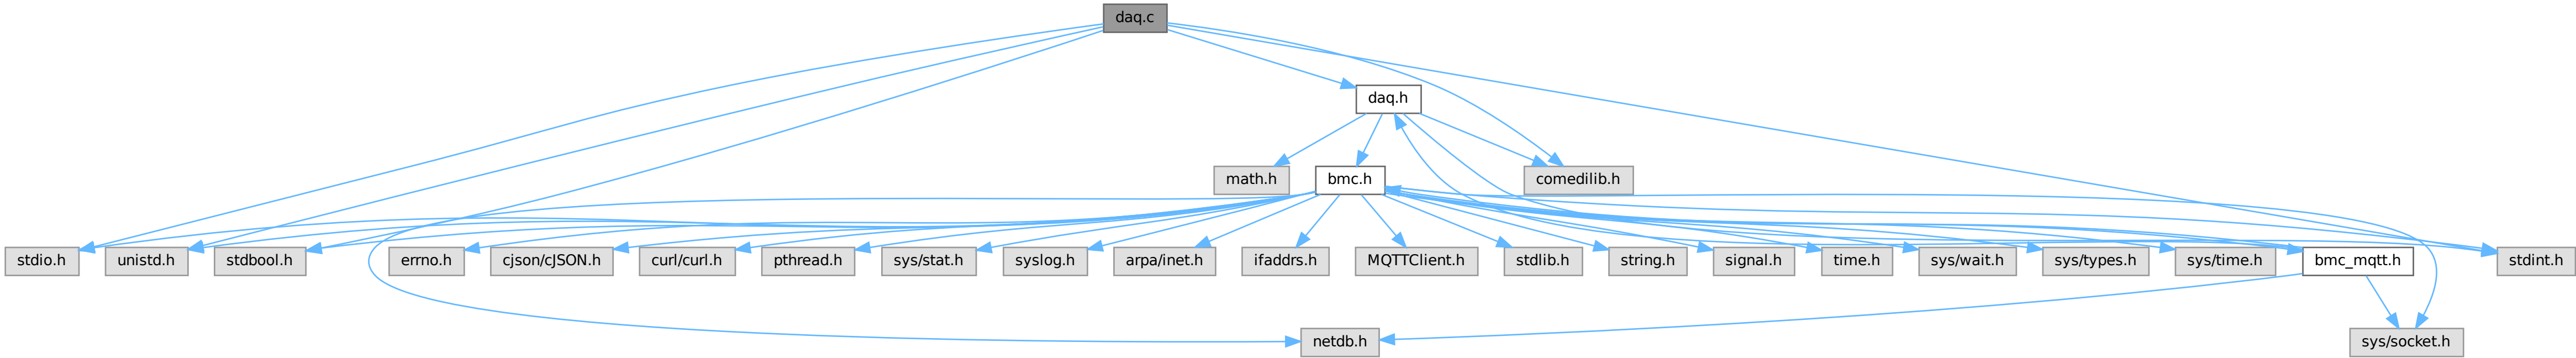 daq.c
daq.h
math.h
bmc.h
comedilib.h
stdio.h
unistd.h
stdbool.h
errno.h
cjson/cJSON.h
curl/curl.h
pthread.h
sys/stat.h
syslog.h
arpa/inet.h
ifaddrs.h
MQTTClient.h
stdlib.h
string.h
signal.h
time.h
sys/wait.h
sys/types.h
sys/time.h
bmc_mqtt.h
stdint.h
netdb.h
sys/socket.h